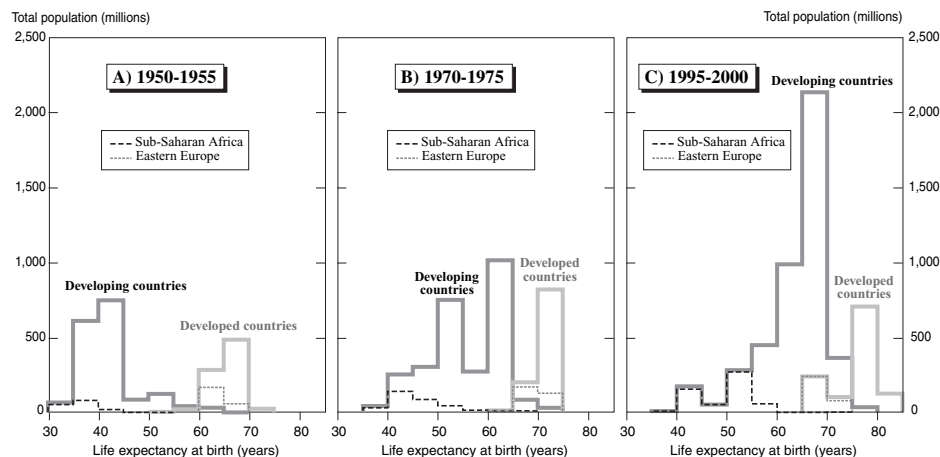 Total population (millions)
Total population (millions)
2,500
2,000
1,500
1,000
500
0
A) 1950-1955
Sub-Saharan Africa
Eastern Europe
Developing countries
Developed countries
30 40 50 60 70 80
Life expectancy at birth (years)
B) 1970-1975
Sub-Saharan Africa
Eastern Europe
Developing
countries
Developed
countries
30 40 50 60 70 80
Life expectancy at birth (years)
C) 1995-2000
Developing countries
Sub-Saharan Africa
Eastern Europe
Developed
countries
30 40 50 60 70 80
Life expectancy at birth (years)
2,500
2,000
1,500
1,000
500
0